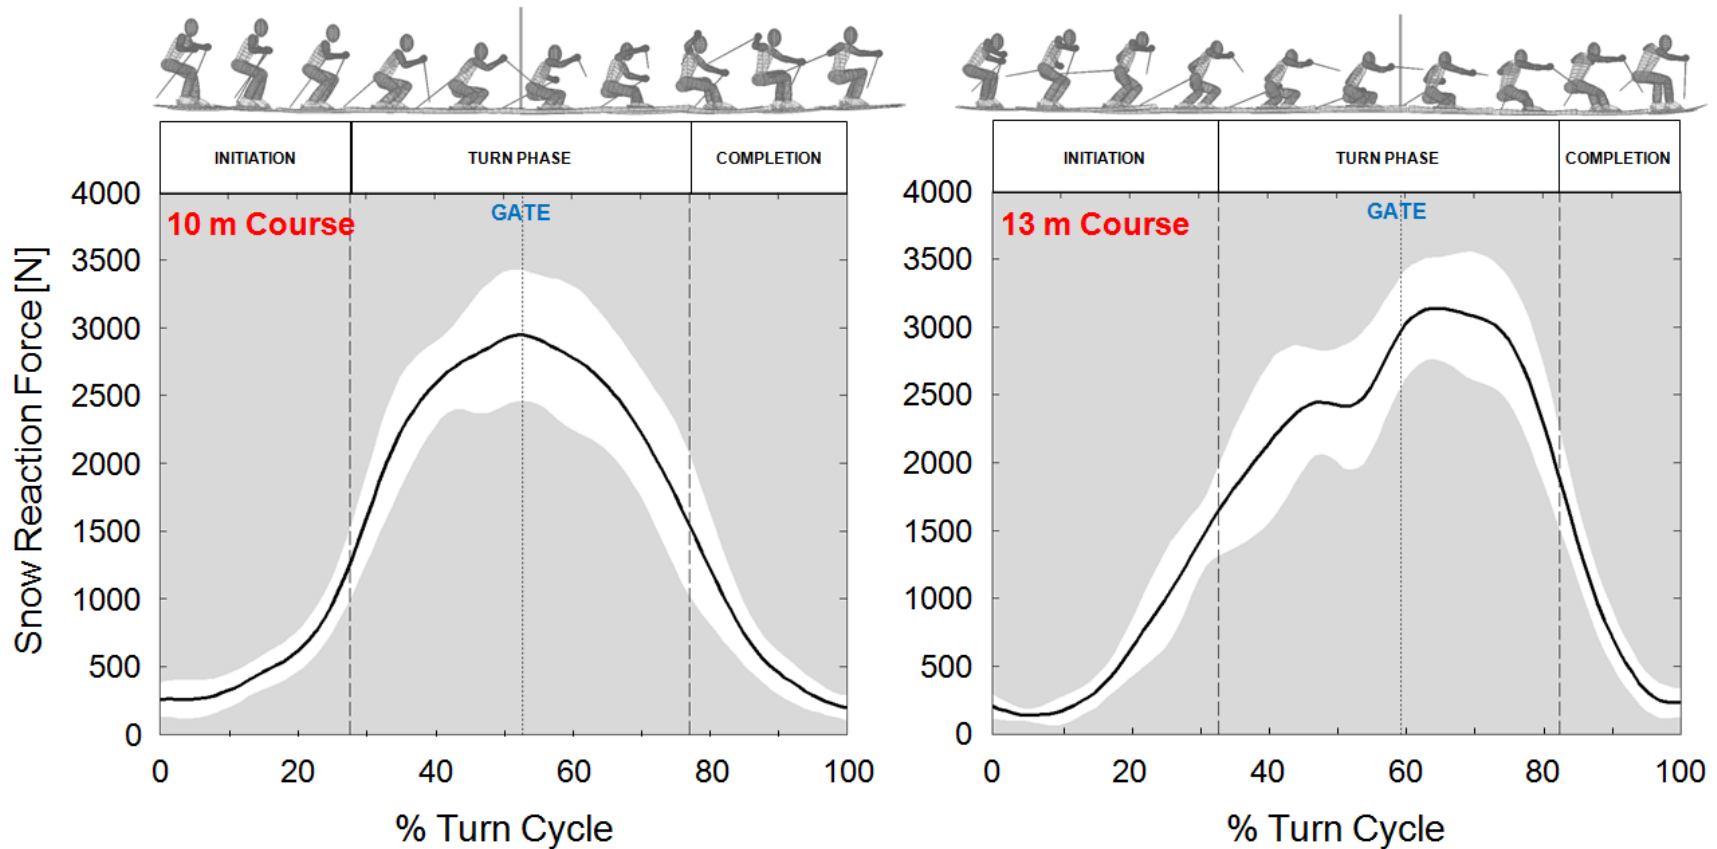 INITIATION TURN PHASE COMPLETION
INITIATION TURN PHASE COMPLETION
Snow Reaction Force [N]
4000
3500
3000
2500
2000
1500
1000
500
0
10 m Course
GATE
0 20 40 60 80 100
% Turn Cycle
4000
3500
3000
2500
2000
1500
1000
500
0
13 m Course
GATE
0 20 40 60 80 100
% Turn Cycle